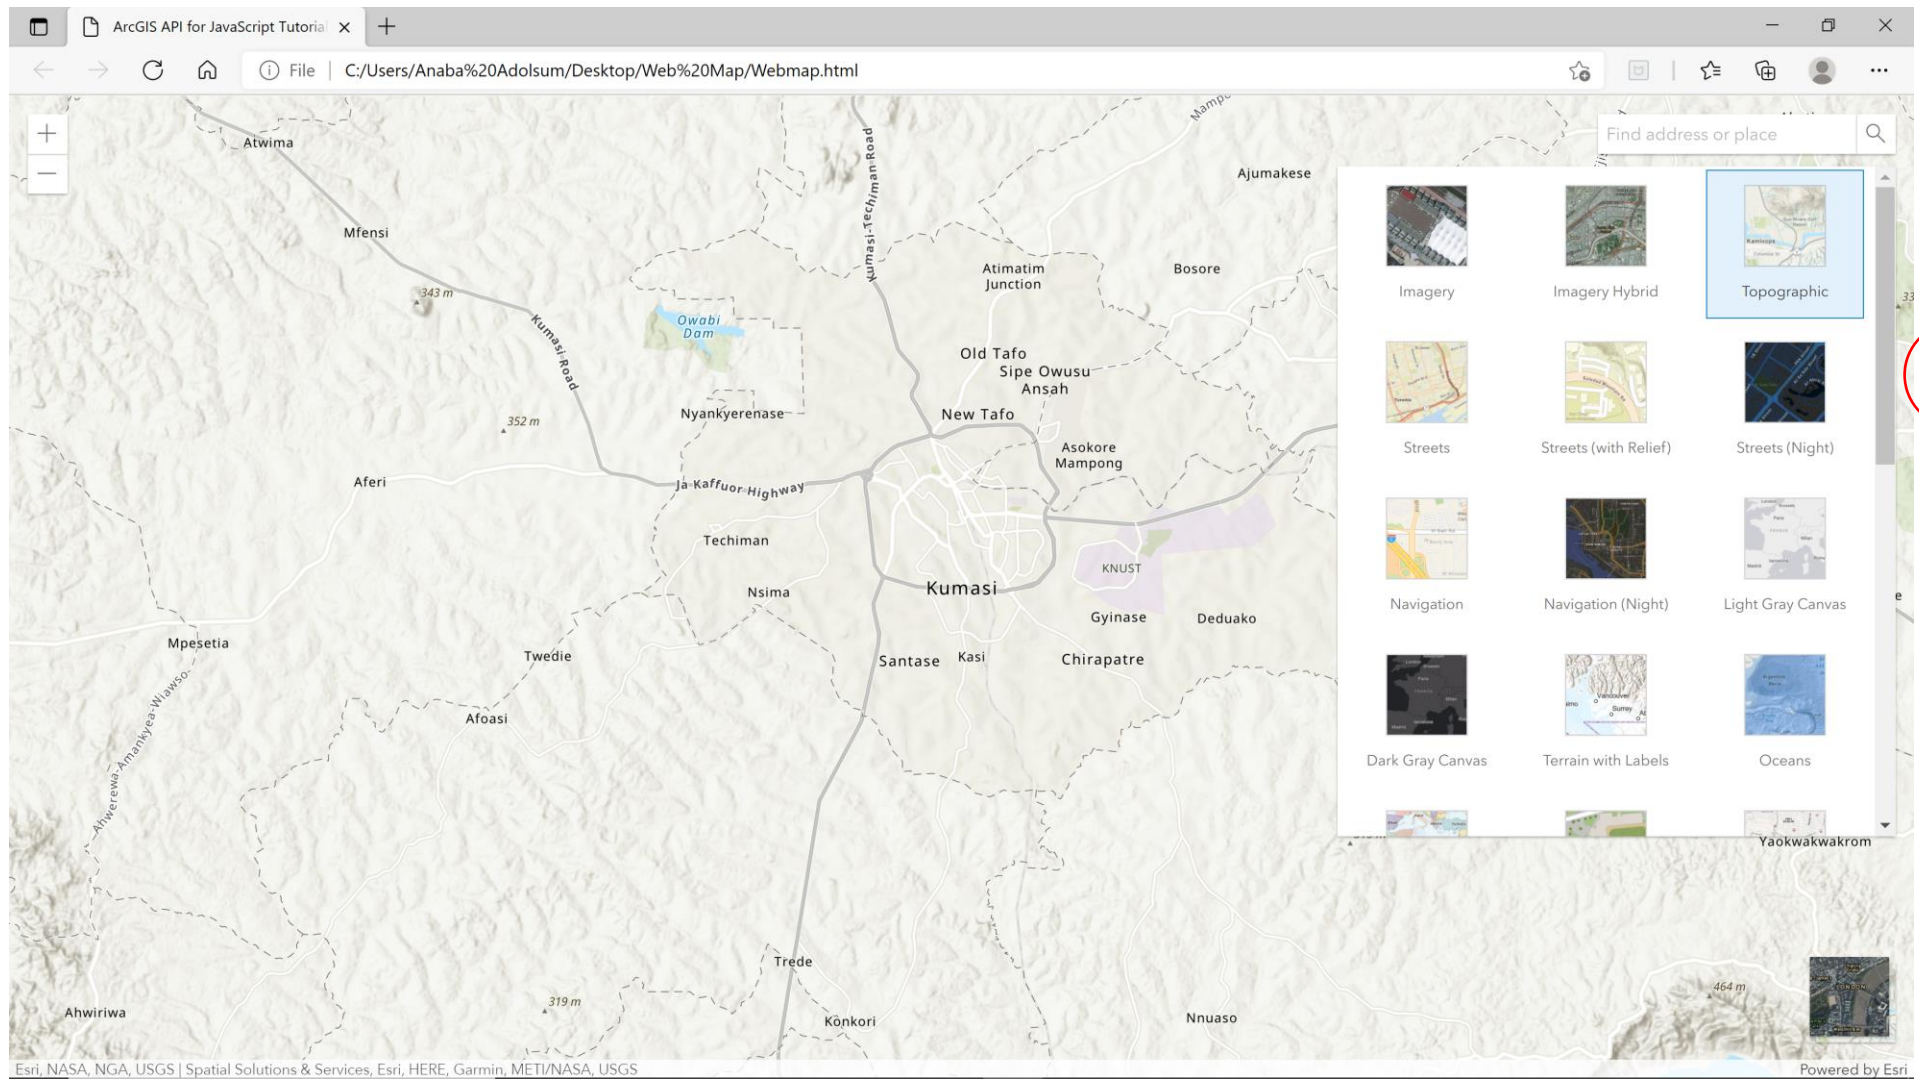 ArcGIS API for JavaScript Tutoria
File
C:/Users/Anaba%20Adolsum/Desktop/Web%20Map/Webmap.html
Find address or place
Imagery
Imagery Hybrid
Topographic
Streets
Streets (with Relief)
Streets (Night)
Navigation
Navigation (Night)
Light Gray Canvas
Dark Gray Canvas
Terrain with Labels
Oceans
Atwima
Kumasi-Techiman Road
Ajumakese
Mfensi
343 m
Kumasi-Road
Atimatim
Junction
Bosore
Owabi
Dam
Old Tafo
Sipe Owusu
Ansah
Nyankyerenase
New Tafo
352 m
Asokore
Mampong
Aferi
Ja-Kaffuor-Highway
Techiman
KNUST
Nsima
Kumasi
Gyinase
Deduako
Mpesetia
Twedie
Santase
Kasi
Chirapatre
Ahwerewa-Amankyea-Wiawso
Afoasi
Yaokwakwakrom
Trede
464 m
319 m
Ahwiriwa
Konkori
Nnuaso
LONDON
Esri, NASA, NGA, USGS | Spatial Solutions & Services, Esri, HERE, Garmin, METI/NASA, USGS
Powered by Esri